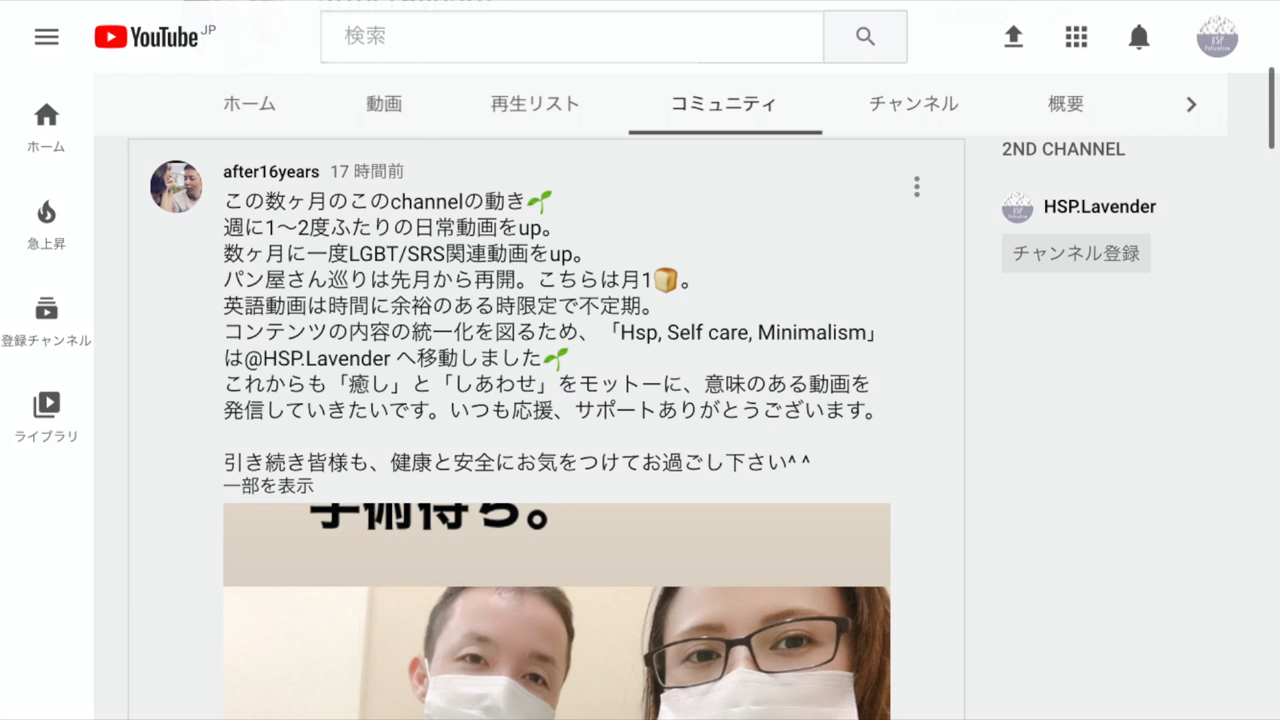 YouTube JP
検索
HSP
ホーム
動画
再生リスト
コミュニティ
チャンネル
概要
ホーム
急上昇
登録チャンネル
ライブラリ
after16years 17 時間前
この数ヶ月のこのchannelの動き🌱
週に1〜2度ふたりの日常動画をup。
数ヶ月に一度LGBT/SRS関連動画をup。
パン屋さん巡りは先月から再開。こちらは月1🍞。
英語動画は時間に余裕のある時限定で不定期。
コンテンツの内容の統一化を図るため、「Hsp, Self care, Minimalism」
は@HSP.Lavender へ移動しました🌱
これからも「癒し」と「しあわせ」をモットーに、意味のある動画を
発信していきたいです。いつも応援、サポートありがとうございます。
引き続き皆様も、健康と安全にお気をつけてお過ごし下さい^ ^
一部を表示
手術待ち。
2ND CHANNEL
HSP
HSP.Lavender
チャンネル登録